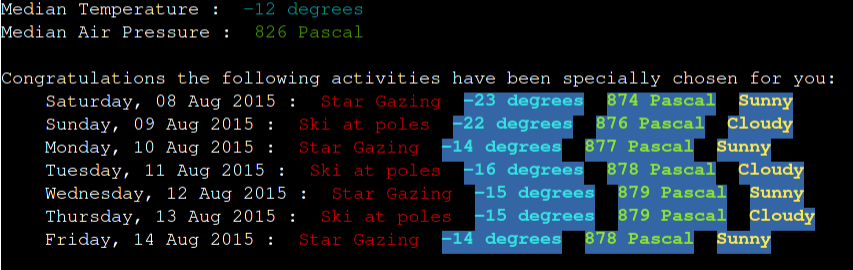 Median Temperature :  -12 degrees
Median Air Pressure :  826 Pascal
Congratulations the following activities have been specially chosen for you:
Saturday, 08 Aug 2015 :  Star Gazing  -23 degrees  874 Pascal  Sunny
Sunday, 09 Aug 2015 :  Ski at poles  -22 degrees  876 Pascal  Cloudy
Monday, 10 Aug 2015 :  Star Gazing  -14 degrees  877 Pascal  Sunny
Tuesday, 11 Aug 2015 :  Ski at poles  -16 degrees  878 Pascal  Cloudy
Wednesday, 12 Aug 2015 :  Star Gazing  -15 degrees  879 Pascal  Sunny
Thursday, 13 Aug 2015 :  Ski at poles  -15 degrees  879 Pascal  Cloudy
Friday, 14 Aug 2015 :  Star Gazing  -14 degrees  878 Pascal  Sunny